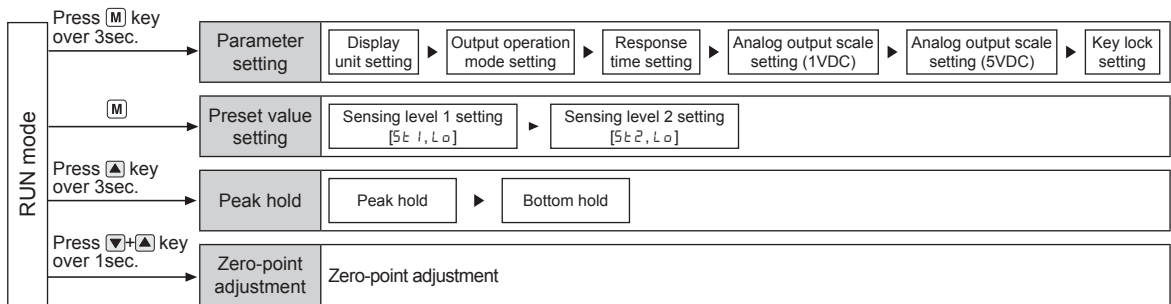 RUN mode
Press M key
over 3sec.
Parameter
setting
Display
unit setting
Output operation
mode setting
Response
time setting
Analog output scale
setting (1VDC)
Analog output scale
setting (5VDC)
Key lock
setting
M
Preset value
setting
Sensing level 1 setting
[St1, Lo]
Sensing level 2 setting
[St2, Lo]
Press ▲ key
over 3sec.
Peak hold
Peak hold
Bottom hold
Press ▼+▲ key
over 1sec.
Zero-point
adjustment
Zero-point adjustment